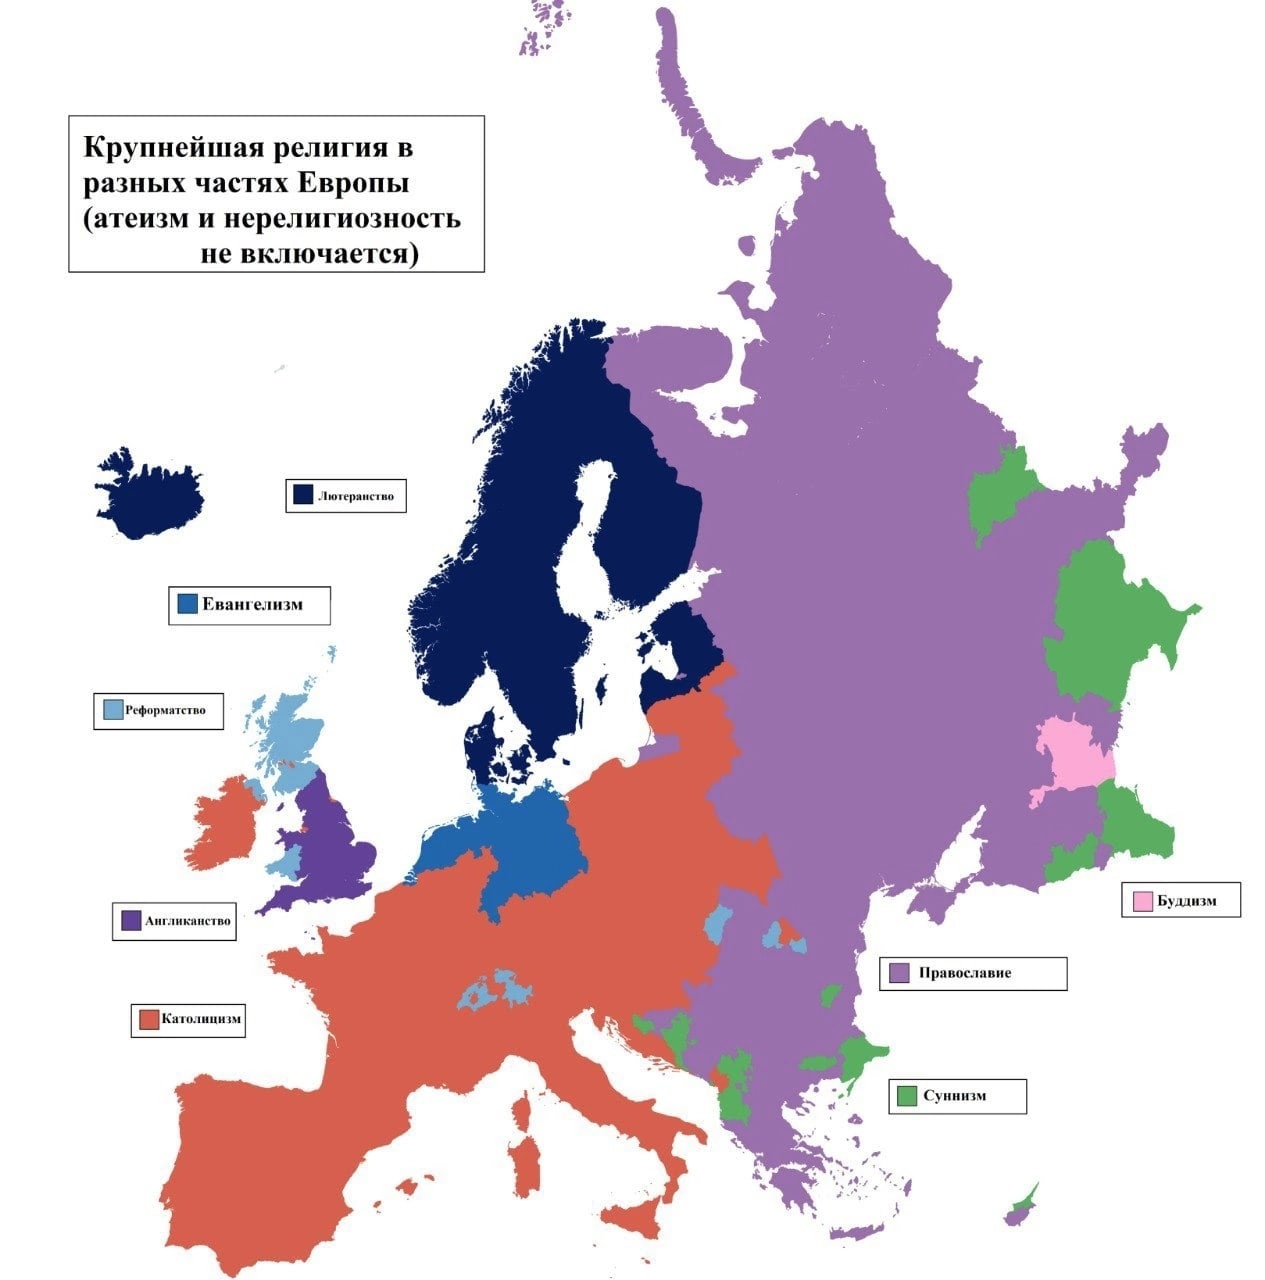 Крупнейшая религия в
разных частях Европы
(атеизм и нерелигиозность
не включается)
Лютеранство
Евангелизм
Реформатство
Англиканство
Католицизм
Буддизм
Православие
Суннизм